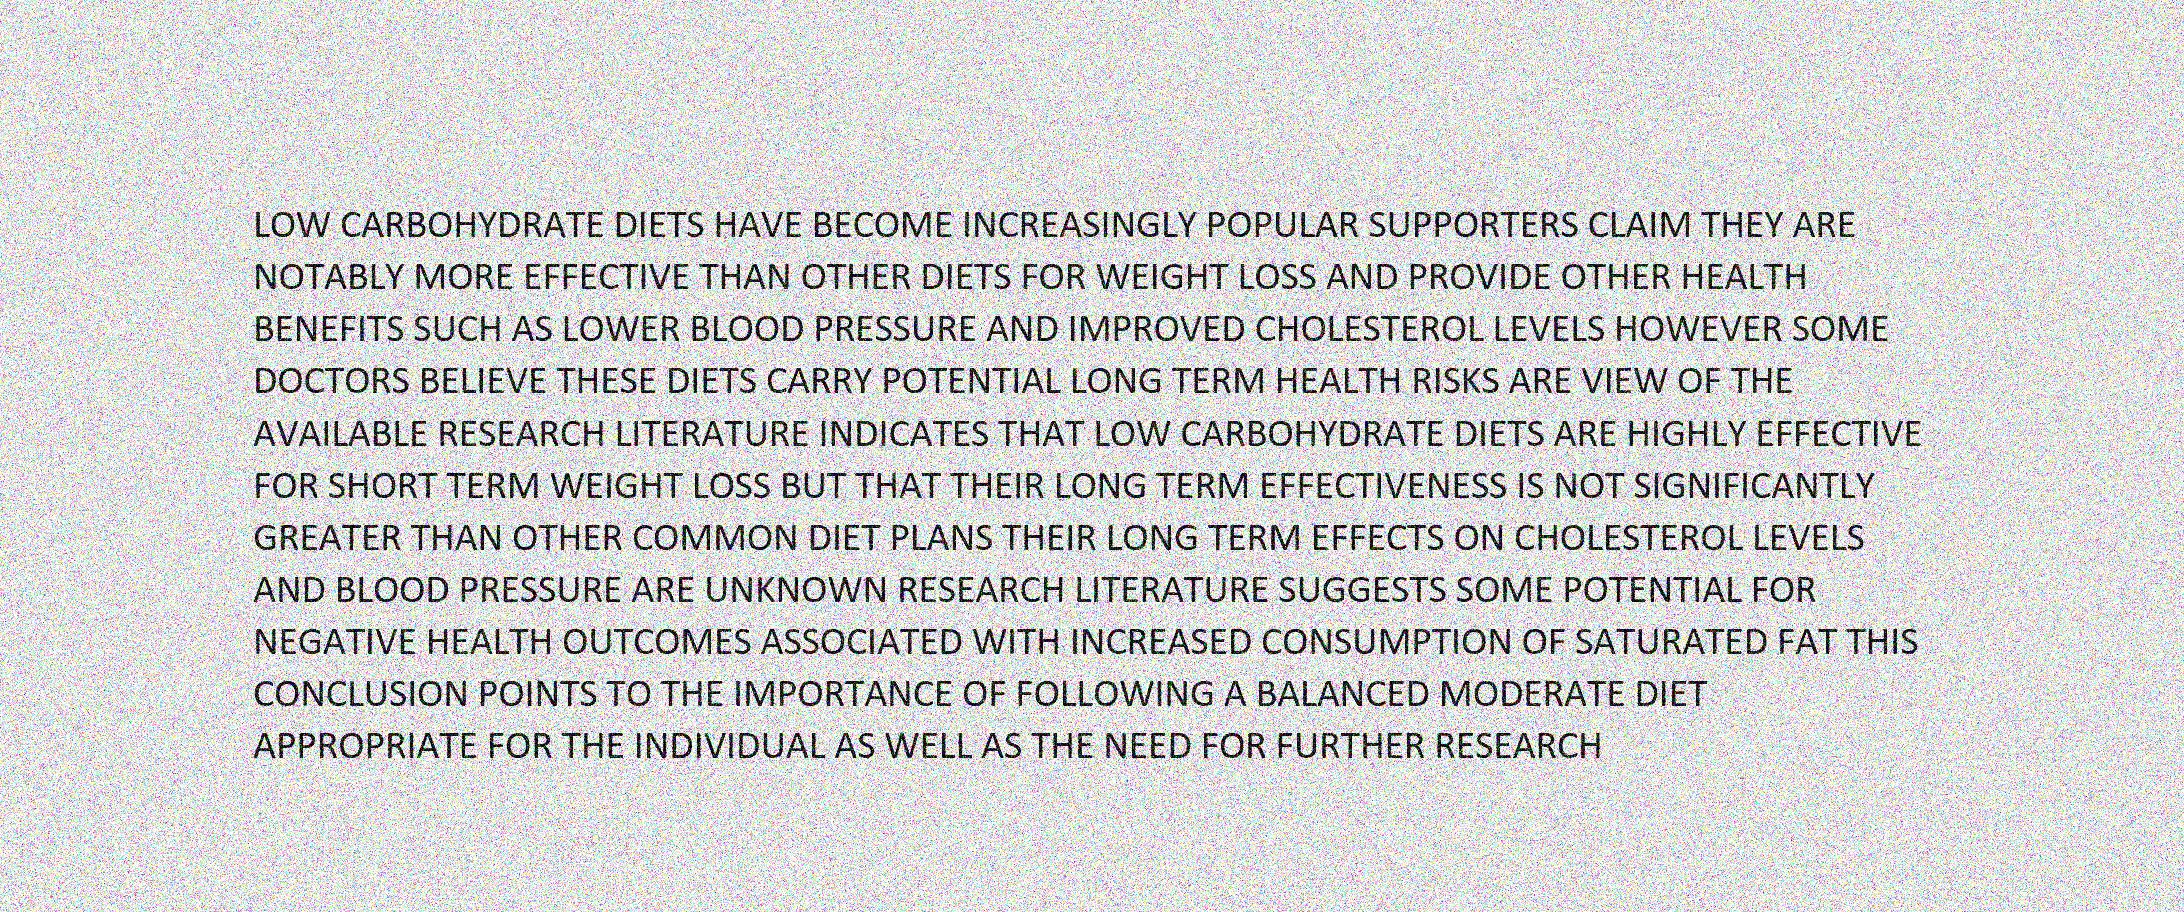 LOW CARBOHYDRATE DIETS HAVE BECOME INCREASINGLY POPULAR SUPPORTERS CLAIM THEY ARE
NOTABLY MORE EFFECTIVE THAN OTHER DIETS FOR WEIGHT LOSS AND PROVIDE OTHER HEALTH
BENEFITS SUCH AS LOWER BLOOD PRESSURE AND IMPROVED CHOLESTEROL LEVELS HOWEVER SOME
DOCTORS BELIEVE THESE DIETS CARRY POTENTIAL LONG TERM HEALTH RISKS ARE VIEW OF THE
AVAILABLE RESEARCH LITERATURE INDICATES THAT LOW CARBOHYDRATE DIETS ARE HIGHLY EFFECTIVE
FOR SHORT TERM WEIGHT LOSS BUT THAT THEIR LONG TERM EFFECTIVENESS IS NOT SIGNIFICANTLY
GREATER THAN OTHER COMMON DIET PLANS THEIR LONG TERM EFFECTS ON CHOLESTEROL LEVELS
AND BLOOD PRESSURE ARE UNKNOWN RESEARCH LITERATURE SUGGESTS SOME POTENTIAL FOR
NEGATIVE HEALTH OUTCOMES ASSOCIATED WITH INCREASED CONSUMPTION OF SATURATED FAT THIS
CONCLUSION POINTS TO THE IMPORTANCE OF FOLLOWING A BALANCED MODERATE DIET
APPROPRIATE FOR THE INDIVIDUAL AS WELL AS THE NEED FOR FURTHER RESEARCH